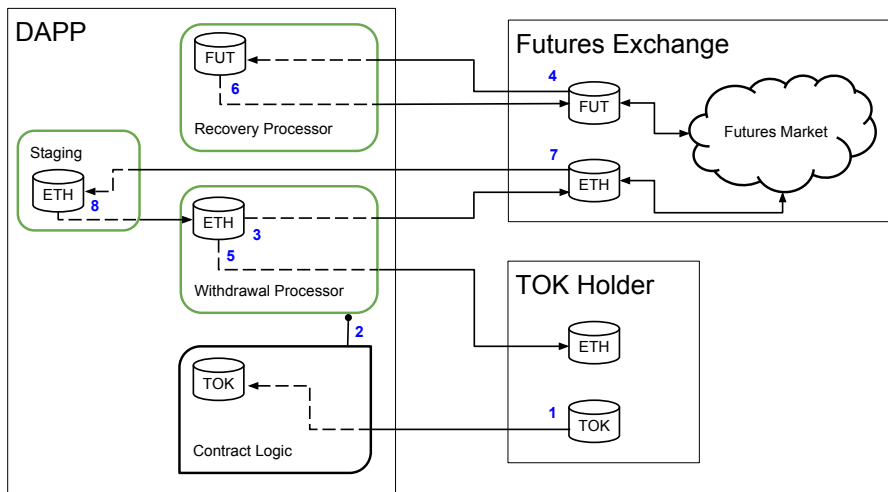 DAPP
FUT
6
Recovery Processor
Staging
ETH
8
ETH
3
5
Withdrawal Processor
2
TOK
Contract Logic
Futures Exchange
4
FUT
Futures Market
7
ETH
TOK Holder
ETH
1
TOK